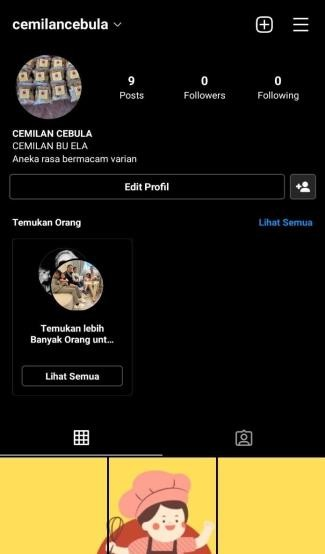 cemilancebula
9 0 0
Posts Followers Following
CEMILAN CEBULA
CEMILAN BU ELA
Aneka rasa bermacam varian
Edit Profil
Temukan Orang Lihat Semua
Temukan lebih
Banyak Orang unt...
Lihat Semua